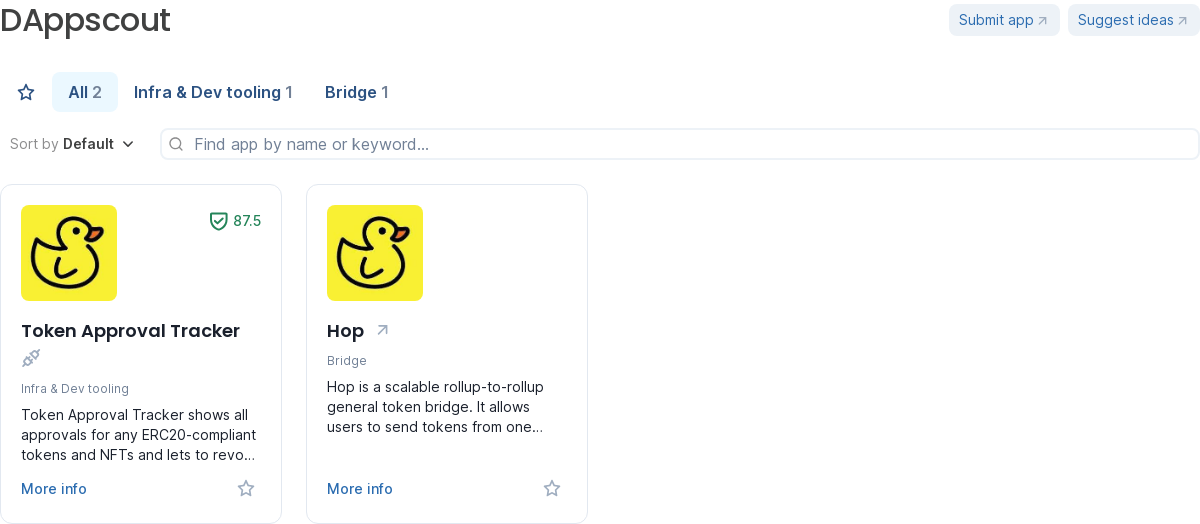 DAppscout
Submit app
Suggest ideas
All 2
Infra & Dev tooling 1
Bridge 1
Sort by Default
Find app by name or keyword...
87.5
Token Approval Tracker
Infra & Dev tooling
Token Approval Tracker shows all
approvals for any ERC20-compliant
tokens and NFTs and lets to revo...
More info
Hop
Bridge
Hop is a scalable rollup-to-rollup
general token bridge. It allows
users to send tokens from one...
More info